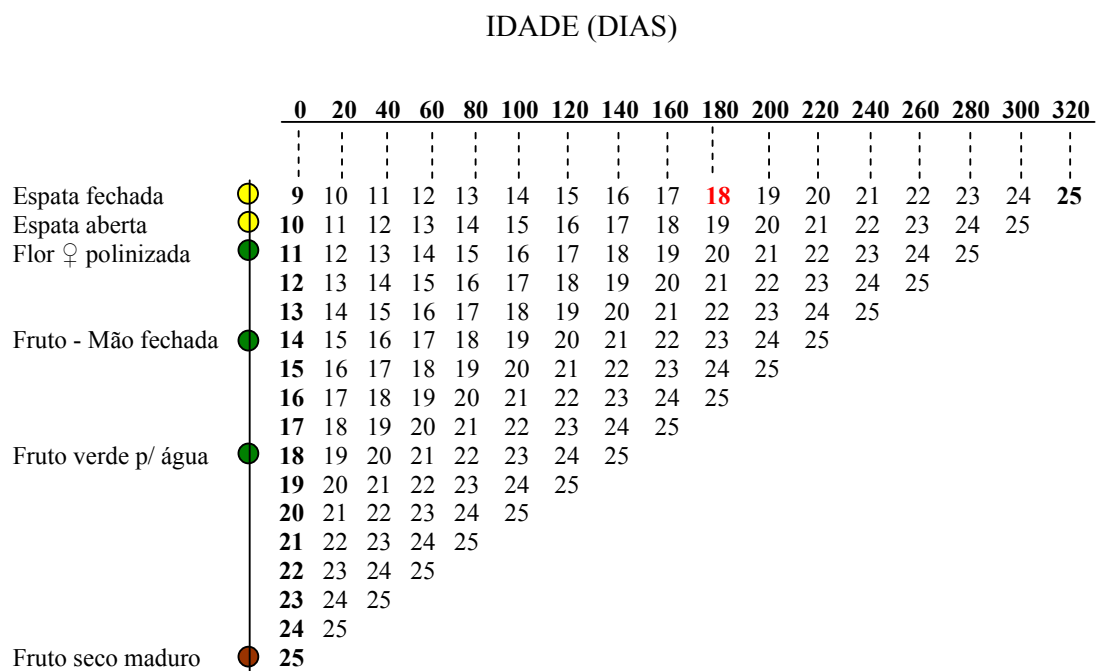 IDADE (DIAS)
0 20 40 60 80 100 120 140 160 180 200 220 240 260 280 300 320
Espata fechada 9 10 11 12 13 14 15 16 17 18 19 20 21 22 23 24 25
Espata aberta 10 11 12 13 14 15 16 17 18 19 20 21 22 23 24 25
Flor ♀ polinizada 11 12 13 14 15 16 17 18 19 20 21 22 23 24 25
12 13 14 15 16 17 18 19 20 21 22 23 24 25
13 14 15 16 17 18 19 20 21 22 23 24 25
Fruto - Mão fechada 14 15 16 17 18 19 20 21 22 23 24 25
15 16 17 18 19 20 21 22 23 24 25
16 17 18 19 20 21 22 23 24 25
17 18 19 20 21 22 23 24 25
Fruto verde p/ água 18 19 20 21 22 23 24 25
19 20 21 22 23 24 25
20 21 22 23 24 25
21 22 23 24 25
22 23 24 25
23 24 25
24 25
Fruto seco maduro 25